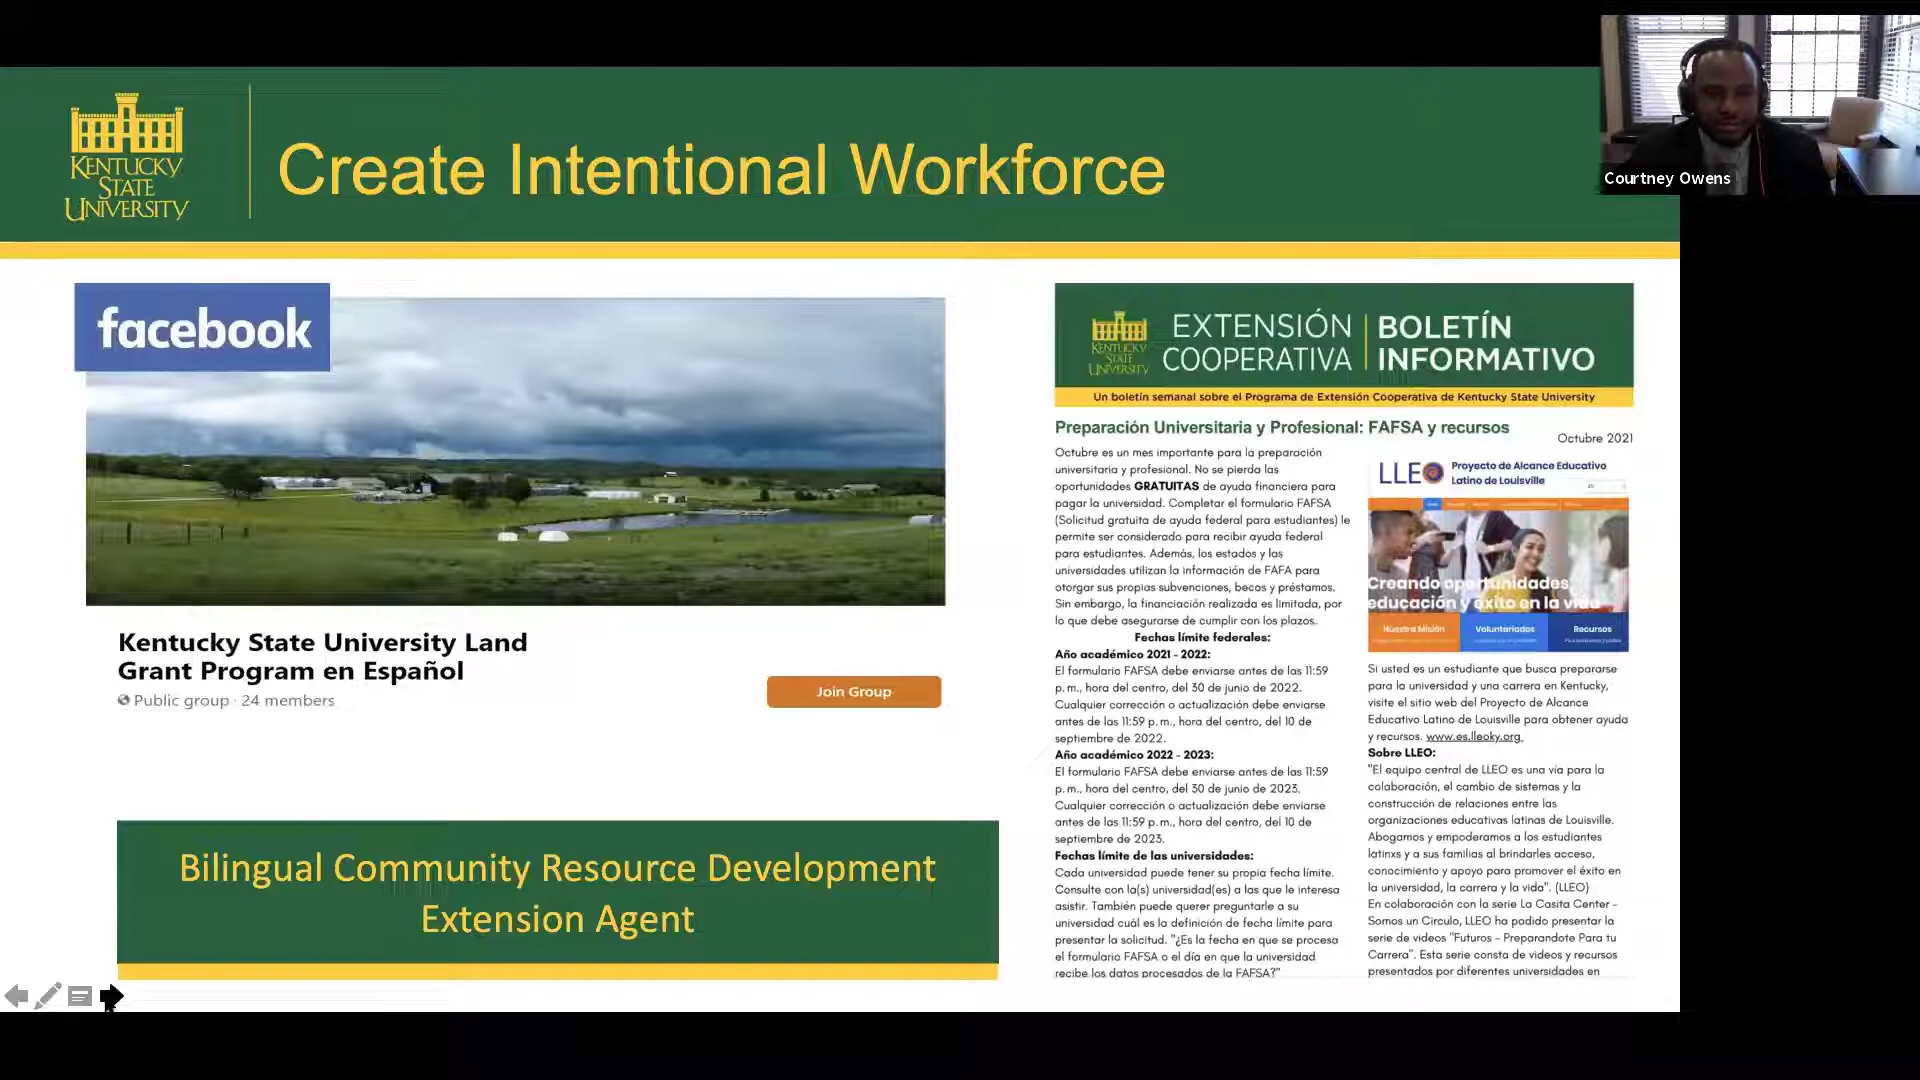 KENTUCKY
STATE
UNIVERSITY
Create Intentional Workforce
Courtney Owens
facebook
Kentucky State University Land
Grant Program en Español
Public group · 24 members
Join Group
Bilingual Community Resource Development
Extension Agent
KENTUCKY
STATE
UNIVERSITY
EXTENSIÓN
COOPERATIVA
BOLETÍN
INFORMATIVO
Un boletín semanal sobre el Programa de Extensión Cooperativa de Kentucky State University
Preparación Universitaria y Profesional: FAFSA y recursos
Octubre 2021
Octubre es un mes importante para la preparación
universitaria y profesional. No se pierda las
oportunidades GRATUITAS de ayuda financiera para
pagar la universidad. Completar el formulario FAFSA
(Solicitud gratuita de ayuda federal para estudiantes) le
permite ser considerado para recibir ayuda federal
para estudiantes. Además, los estados y las
universidades utilizan la información de FAFA para
otorgar sus propias subvenciones, becas y préstamos.
Sin embargo, la financiación realizada es limitada, por
lo que debe asegurarse de cumplir con los plazos.
Fechas límite federales:
Año académico 2021 - 2022:
El formulario FAFSA debe enviarse antes de las 11:59
p. m., hora del centro, del 30 de junio de 2022.
Cualquier corrección o actualización debe enviarse
antes de las 11:59 p. m., hora del centro, del 10 de
septiembre de 2022.
Año académico 2022 - 2023:
El formulario FAFSA debe enviarse antes de las 11:59
p. m., hora del centro, del 30 de junio de 2023.
Cualquier corrección o actualización debe enviarse
antes de las 11:59 p. m., hora del centro, del 10 de
septiembre de 2023.
Fechas límite de las universidades:
Cada universidad puede tener su propia fecha límite.
Consulte con la(s) universidad(es) a las que le interesa
asistir. También puede querer preguntarle a su
universidad cuál es la definición de fecha límite para
presentar la solicitud. "¿Es la fecha en que se procesa
el formulario FAFSA o el día en que la universidad
recibe los datos procesados de la FAFSA?"
LLEO
Proyecto de Alcance Educativo
Latino de Louisville
Creando oportunidades,
educación y éxito en la vida
Nuestra Misión
Voluntariados
Recursos
Si usted es un estudiante que busca prepararse
para la universidad y una carrera en Kentucky,
visite el sitio web del Proyecto de Alcance
Educativo Latino de Louisville para obtener ayuda
y recursos. www.es.lleoky.org
Sobre LLEO:
"El equipo central de LLEO es una vía para la
colaboración, el cambio de sistemas y la
construcción de relaciones entre las
organizaciones educativas latinas de Louisville.
Abogamos y empoderamos a los estudiantes
latinxs y a sus familias al brindarles acceso,
conocimiento y apoyo para promover el éxito en
la universidad, la carrera y la vida". (LLEO)
En colaboración con la serie La Casita Center -
Somos un Circulo, LLEO ha podido presentar la
serie de videos "Futuros - Preparandote Para tu
Carrera". Esta serie consta de videos y recursos
presentados por diferentes universidades en